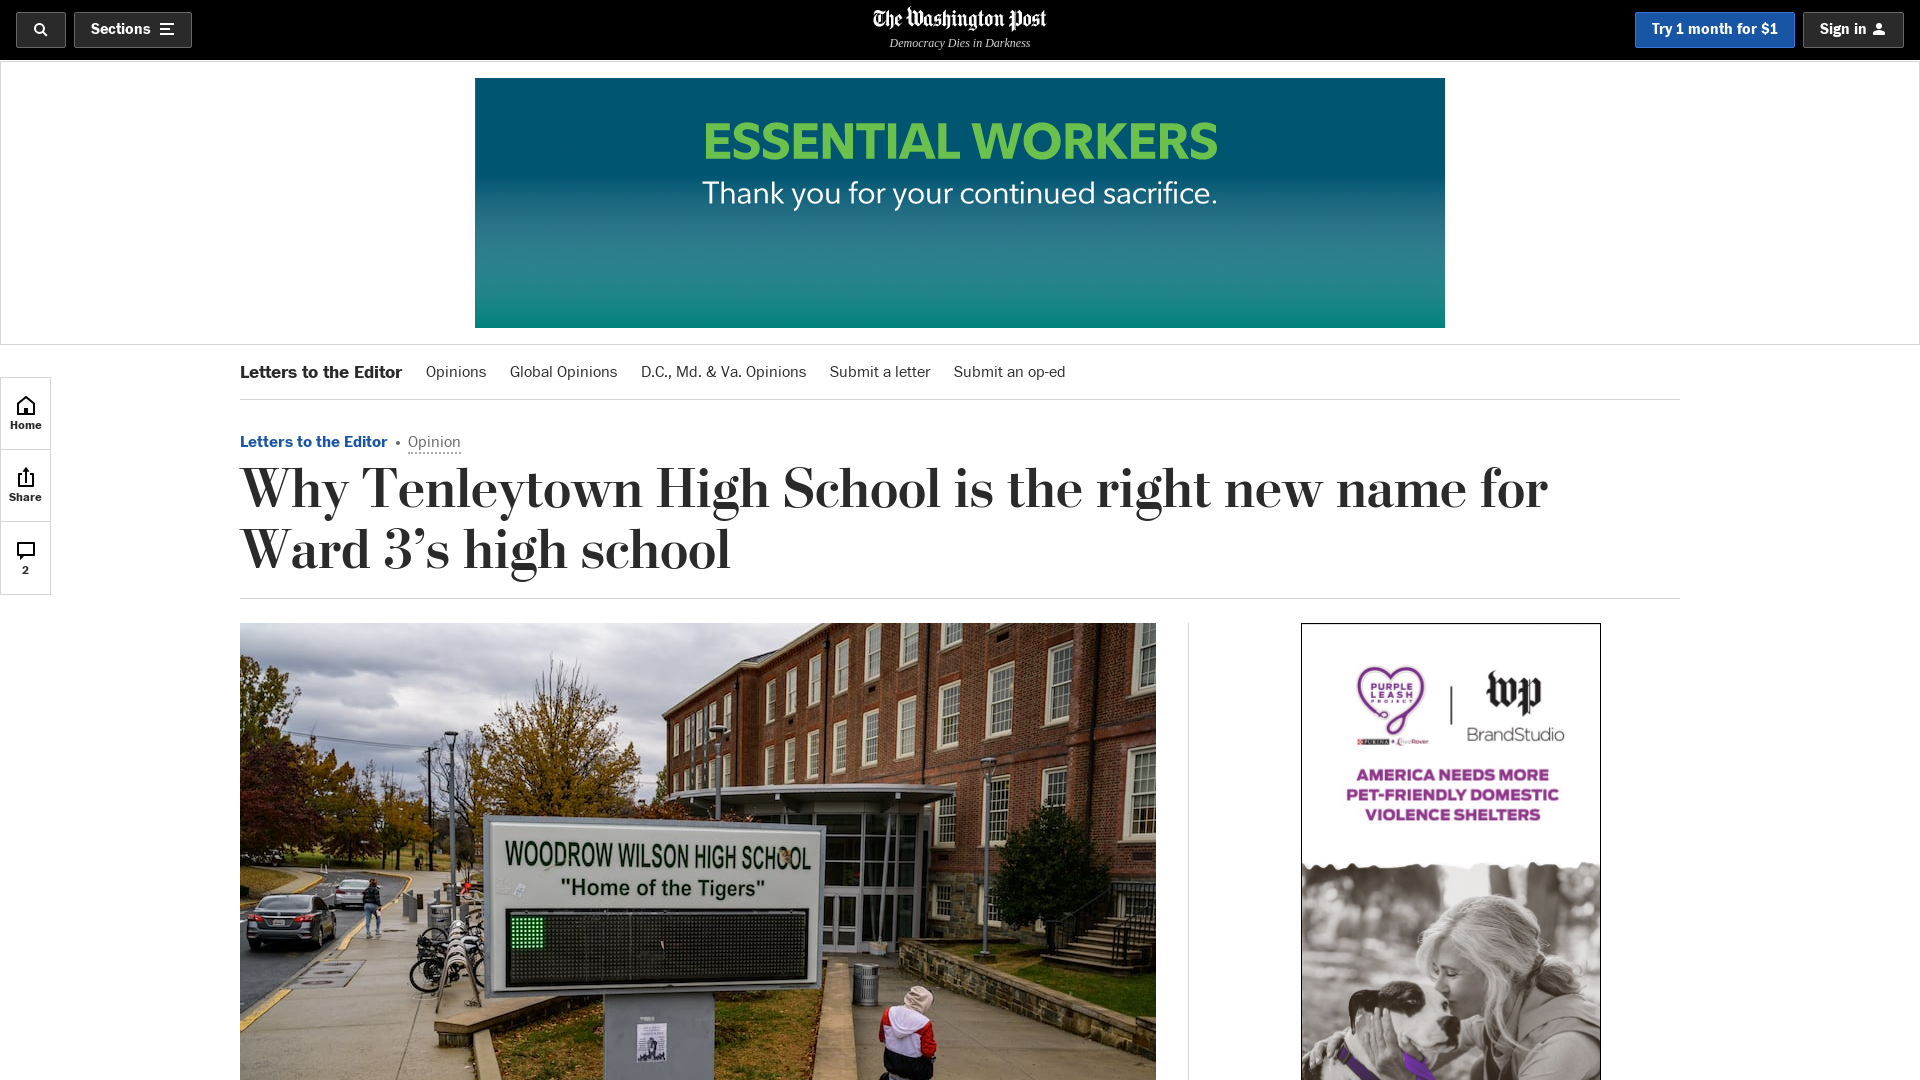 Sections
The Washington Post
Democracy Dies in Darkness
Try 1 month for $1
Sign in
ESSENTIAL WORKERS
Thank you for your continued sacrifice.
Letters to the Editor
Opinions
Global Opinions
D.C., Md. & Va. Opinions
Submit a letter
Submit an op-ed
Home
Share
2
Letters to the Editor • Opinion
Why Tenleytown High School is the right new name for
Ward 3’s high school
WOODROW WILSON HIGH SCHOOL
"Home of the Tigers"
PURPLE
LEASH
PROJECT
PURINA
wp
BrandStudio
AMERICA NEEDS MORE
PET-FRIENDLY DOMESTIC
VIOLENCE SHELTERS